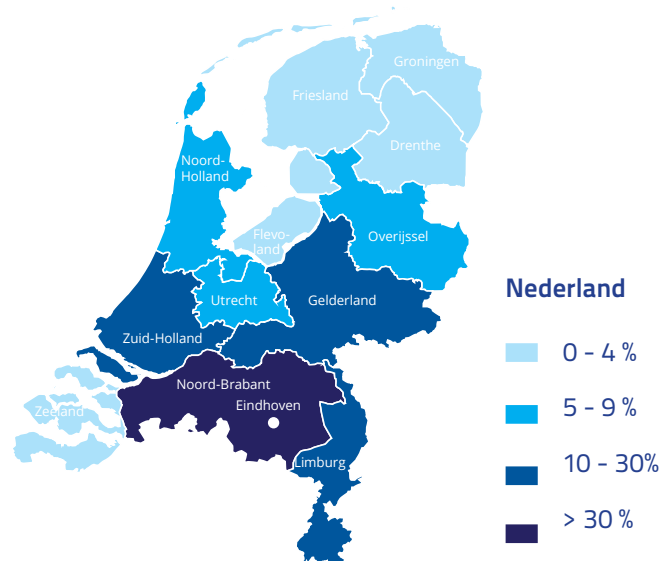 Groningen
Friesland
Drenthe
Noord-
Holland
Flevo-
land
Overijssel
Utrecht
Gelderland
Zuid-Holland
Noord-Brabant
Eindhoven
Zeeland
Limburg
Nederland
0 - 4 %
5 - 9 %
10 - 30%
> 30 %